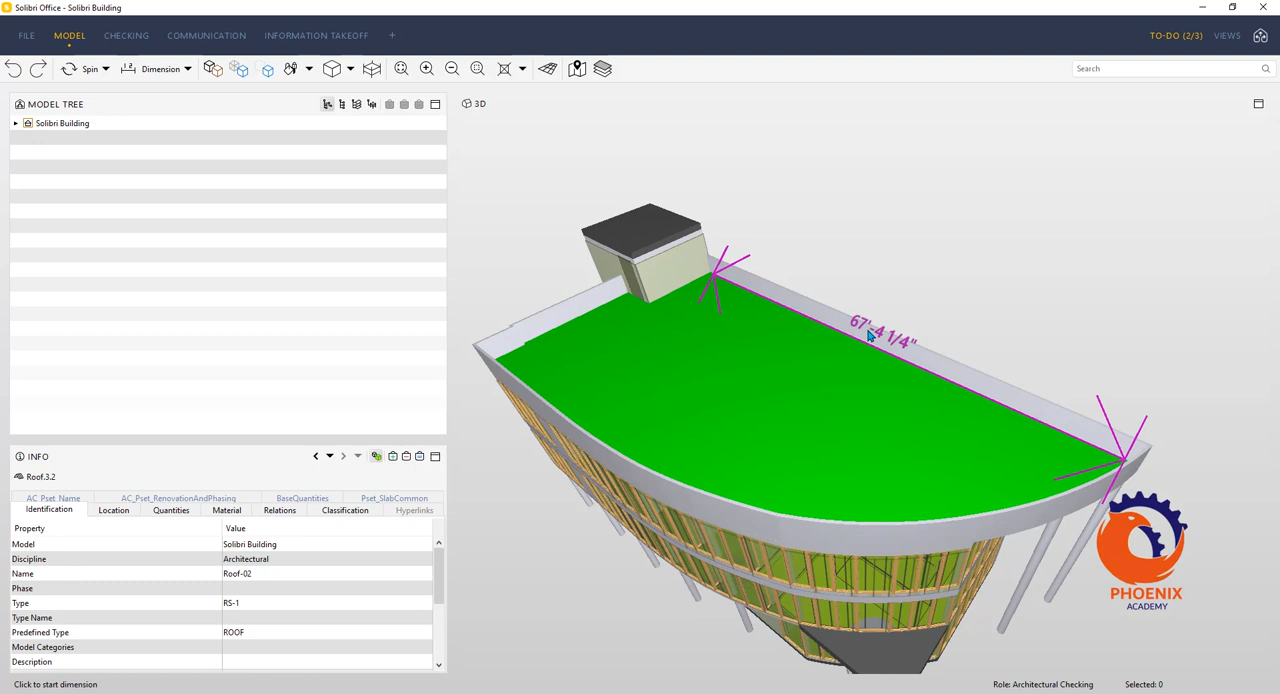 Solibri Office - Solibri Building
FILE MODEL CHECKING COMMUNICATION INFORMATION TAKEOFF + TO-DO (2/3) VIEWS
Spin Dimension Search
MODEL TREE
Solibri Building
3D
67'-4 1/4"
INFO
Roof.3.2
AC_Pset_Name AC_Pset_RenovationAndPhasing BaseQuantities Pset_SlabCommon
Identification Location Quantities Material Relations Classification Hyperlinks
Property Value
Model Solibri Building
Discipline Architectural
Name Roof-02
Phase
Type RS-1
Type Name
Predefined Type ROOF
Model Categories
Description
PHOENIX
ACADEMY
Click to start dimension Role: Architectural Checking Selected: 0